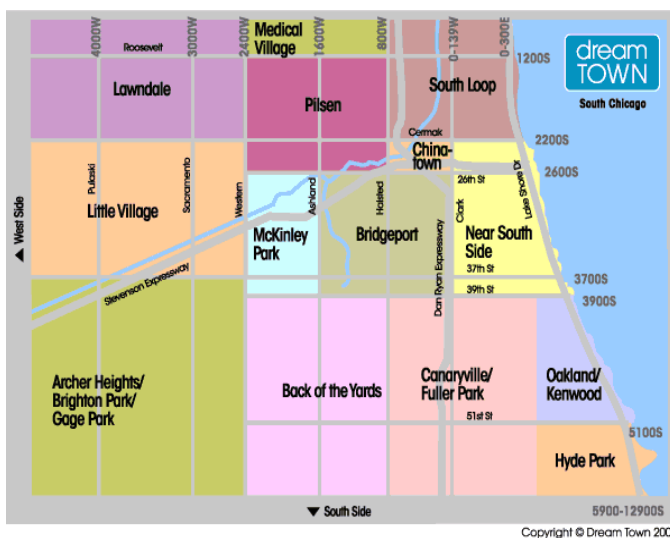 4000W
3000W
2400W
1600W
800W
0-139W
0-300E
Medical
Village
Roosevelt
1200S
dream
TOWN
South Chicago
Lawndale
Pilsen
South Loop
Cermak
2200S
China-
town
2600S
26th St
Pulaski
Sacramento
Western
Ashland
Halsted
Clark
Lake Shore Dr
Little Village
McKinley
Park
Bridgeport
Near South
Side
West Side
Stevenson Expressway
Dan Ryan Expressway
37th St
3700S
39th St
3900S
Archer Heights/
Brighton Park/
Gage Park
Back of the Yards
Canaryville/
Fuller Park
Oakland/
Kenwood
51st St
5100S
Hyde Park
South Side
5900-12900S
Copyright © Dream Town 200